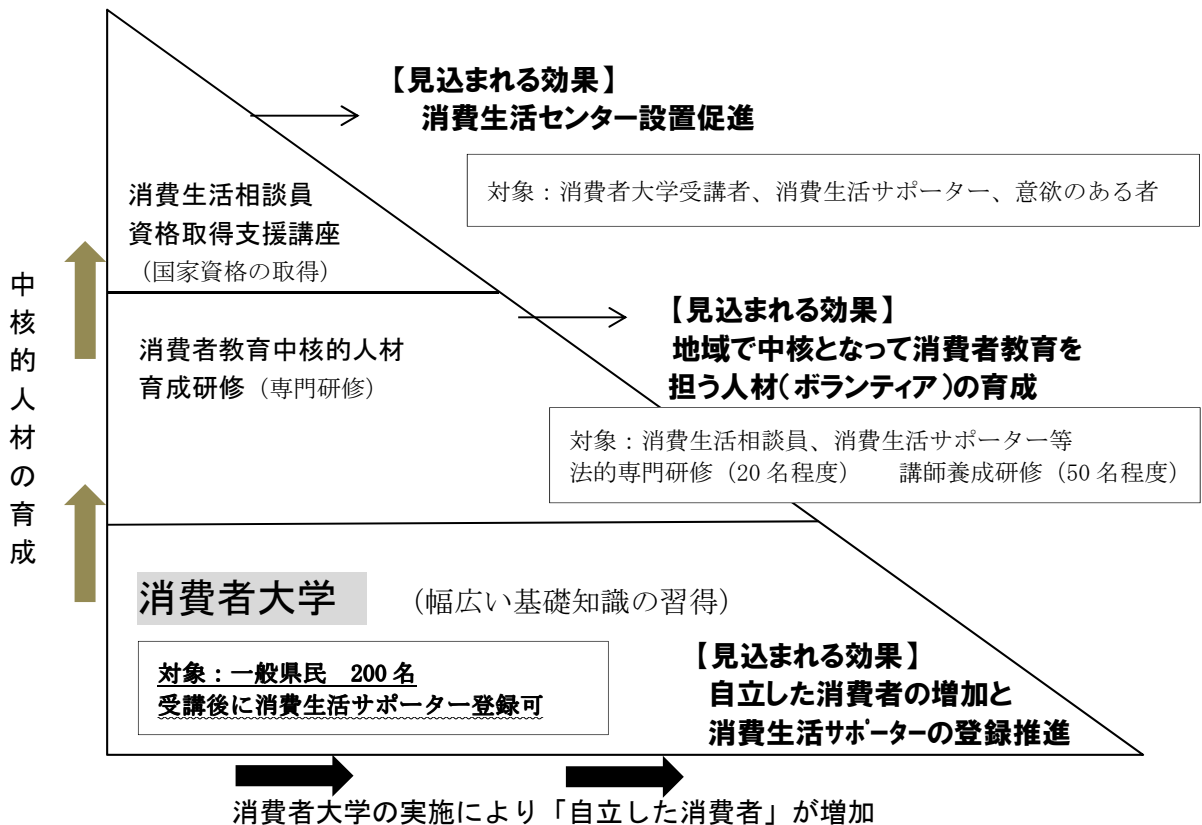 【見込まれる効果】
消費生活センター設置促進
対象：消費者大学受講者、消費生活サポーター、意欲のある者
消費生活相談員
資格取得支援講座
（国家資格の取得）
中核的人材の育成
【見込まれる効果】
地域で中核となって消費者教育を
担う人材（ボランティア）の育成
消費者教育中核的人材
育成研修（専門研修）
対象：消費生活相談員、消費生活サポーター等
法的専門研修（20 名程度）　講師養成研修（50 名程度）
消費者大学　（幅広い基礎知識の習得）
対象：一般県民　200 名
受講後に消費生活サポーター登録可
【見込まれる効果】
自立した消費者の増加と
消費生活ｻﾎﾟｰﾀｰの登録推進
消費者大学の実施により「自立した消費者」が増加